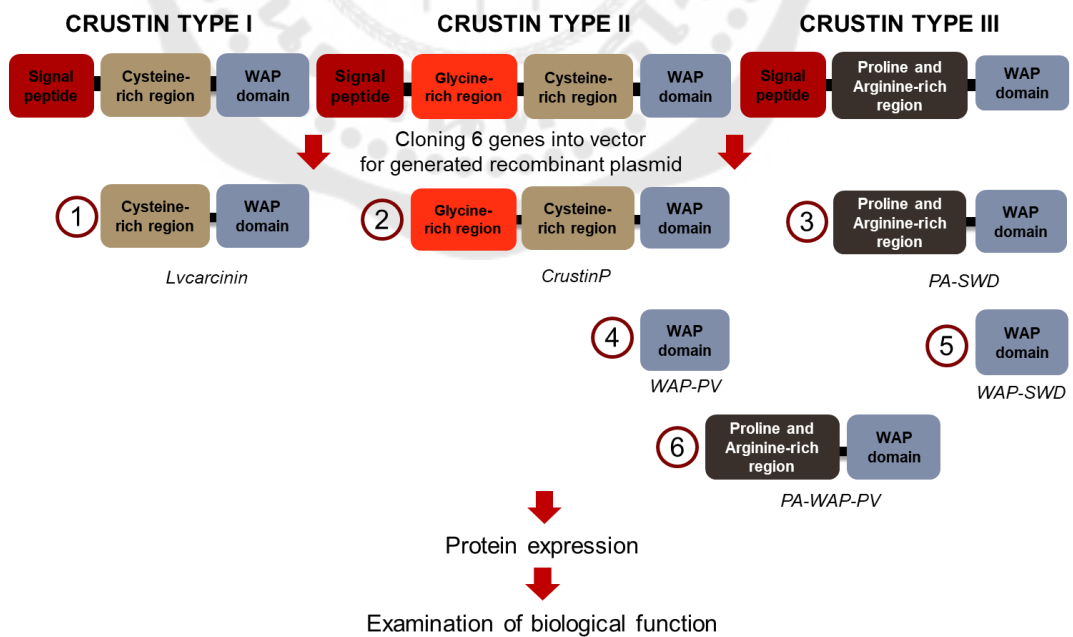 CRUSTIN TYPE I
CRUSTIN TYPE II
CRUSTIN TYPE III
Signal
peptide
Cysteine-
rich region
WAP
domain
Signal
peptide
Glycine-
rich region
Cysteine-
rich region
WAP
domain
Signal
peptide
Proline and
Arginine-rich
region
WAP
domain
Cloning 6 genes into vector
for generated recombinant plasmid
1
Cysteine-
rich region
WAP
domain
Lvcarcinin
2
Glycine-
rich region
Cysteine-
rich region
WAP
domain
CrustinP
3
Proline and
Arginine-rich
region
WAP
domain
PA-SWD
4
WAP
domain
WAP-PV
5
WAP
domain
WAP-SWD
6
Proline and
Arginine-rich
region
WAP
domain
PA-WAP-PV
Protein expression
Examination of biological function